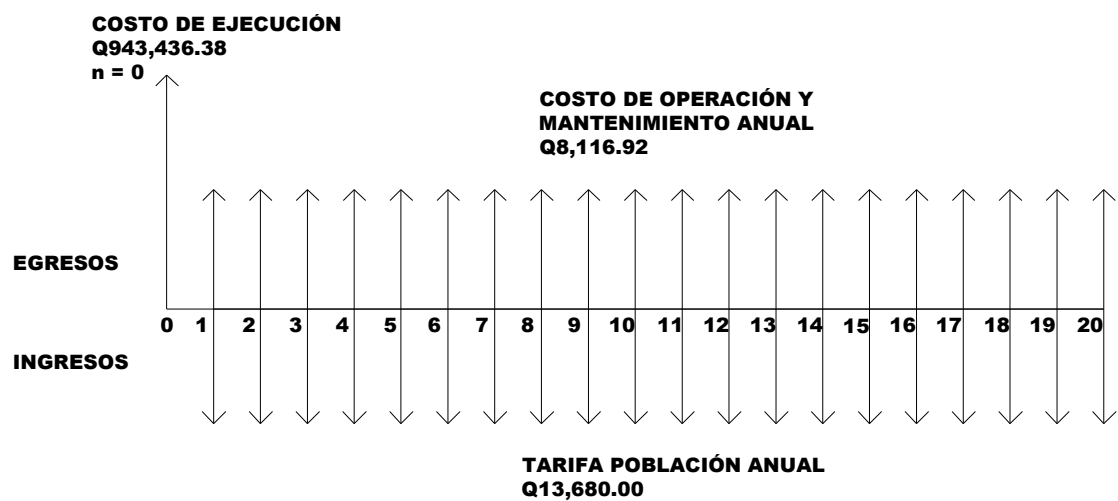 COSTO DE EJECUCIÓN
Q943,436.38
n = 0
COSTO DE OPERACIÓN Y
MANTENIMIENTO ANUAL
Q8,116.92
EGRESOS
0 1 2 3 4 5 6 7 8 9 10 11 12 13 14 15 16 17 18 19 20
INGRESOS
TARIFA POBLACIÓN ANUAL
Q13,680.00